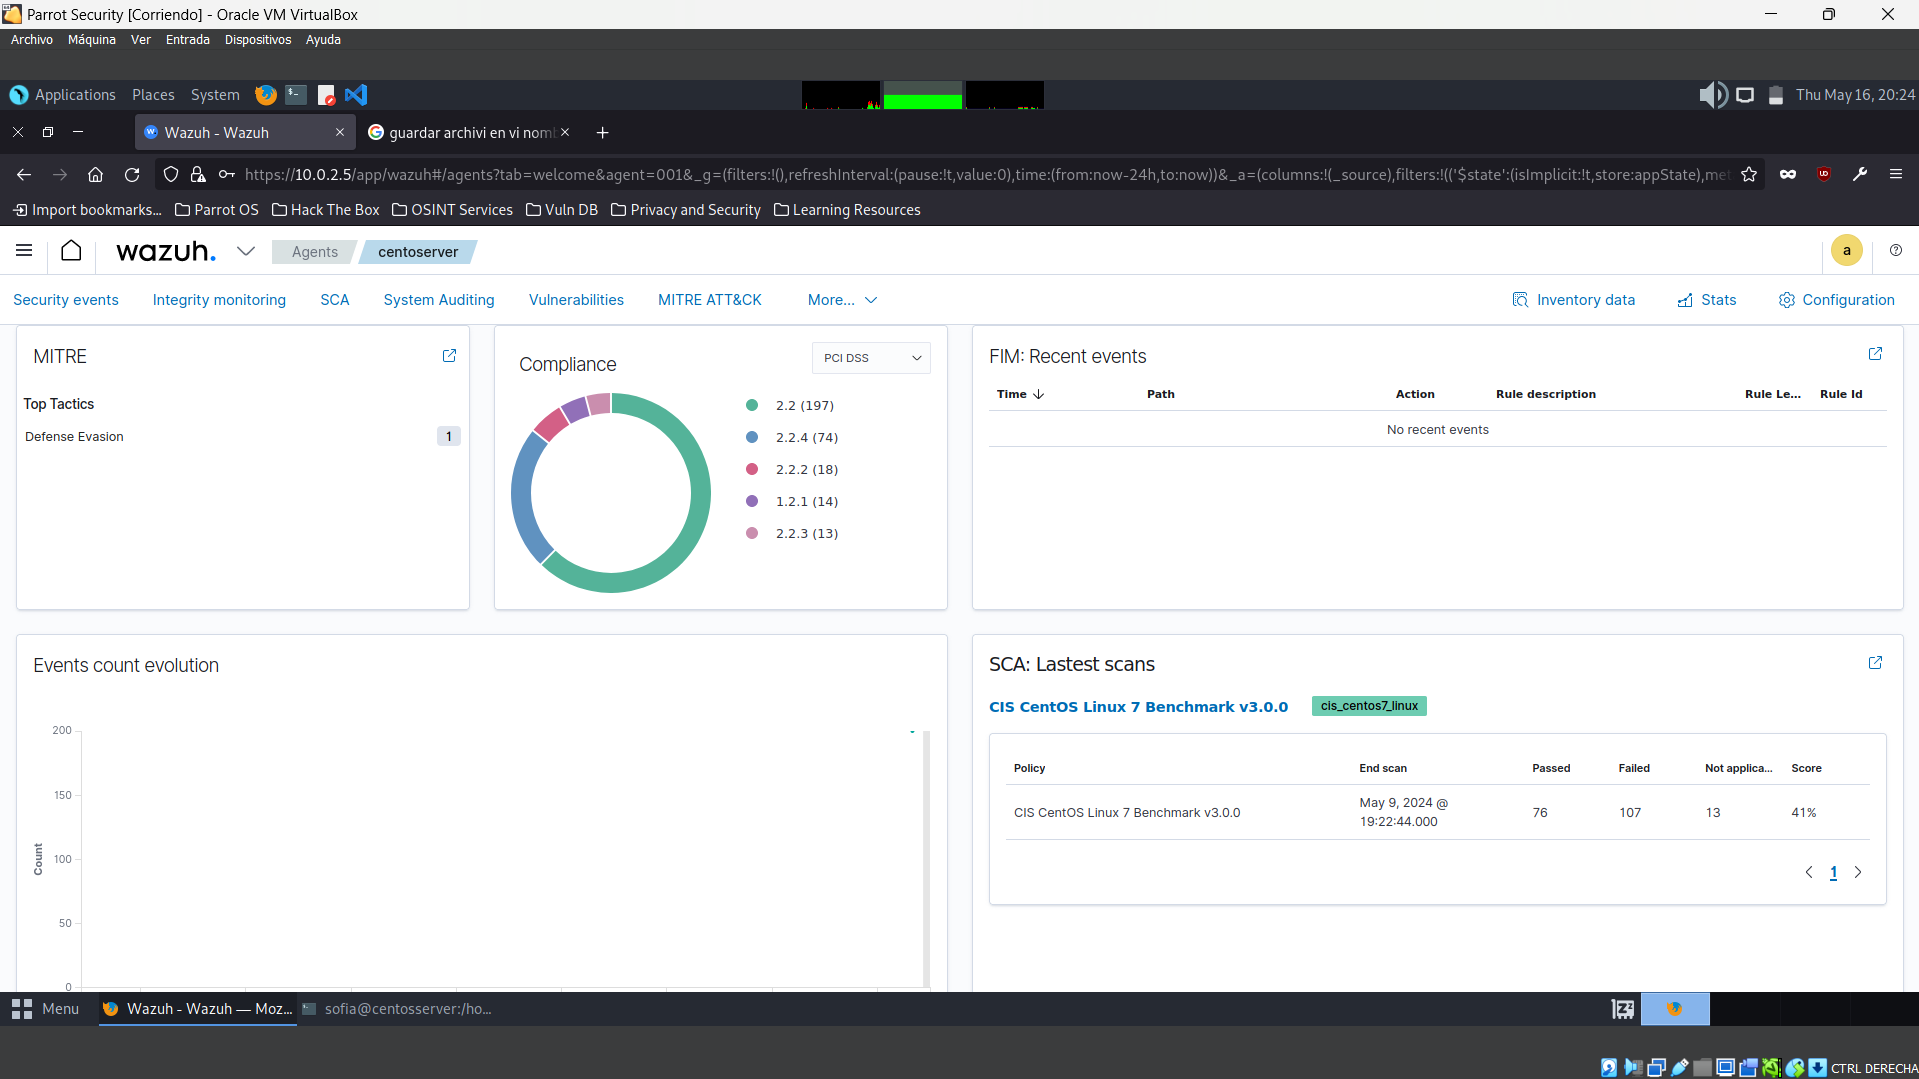 Parrot Security [Corriendo] - Oracle VM VirtualBox
Archivo Máquina Ver Entrada Dispositivos Ayuda
Applications Places System Thu May 16, 20:24
Wazuh - Wazuh guardar archivi en vi nomb
https://10.0.2.5/app/wazuh#/agents?tab=welcome&agent=001&_g=(filters:!(),refreshInterval:(pause:!t,value:0),time:(from:now-24h,to:now))&_a=(columns:!(_source),filters:!(('$state':(isImplicit:!t,store:appState),met
Import bookmarks... Parrot OS Hack The Box OSINT Services Vuln DB Privacy and Security Learning Resources
wazuh. Agents centoserver a
Security events Integrity monitoring SCA System Auditing Vulnerabilities MITRE ATT&CK More... Inventory data Stats Configuration
MITRE
Top Tactics
Defense Evasion 1
Compliance PCI DSS
2.2 (197)
2.2.4 (74)
2.2.2 (18)
1.2.1 (14)
2.2.3 (13)
FIM: Recent events
Time Path Action Rule description Rule Le... Rule Id
No recent events
Events count evolution
200
150
100
50
0
Count
SCA: Lastest scans
CIS CentOS Linux 7 Benchmark v3.0.0 cis_centos7_linux
Policy End scan Passed Failed Not applica... Score
CIS CentOS Linux 7 Benchmark v3.0.0 May 9, 2024 @ 19:22:44.000 76 107 13 41%
1
Menu Wazuh - Wazuh — Moz... sofia@centosserver:/ho...
CTRL DERECHA